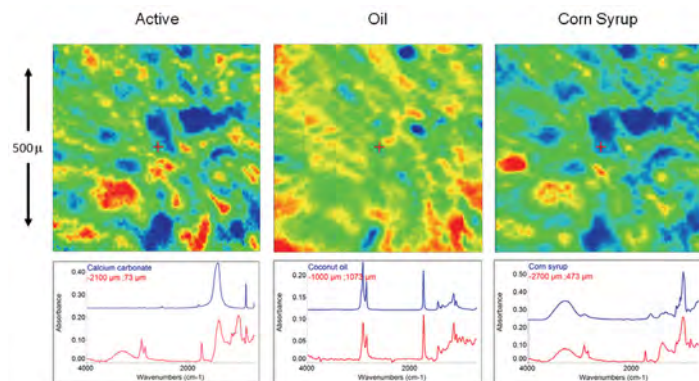 Active Oil Corn Syrup
500 μ
Calcium carbonate
-2100 µm ;73 µm
0.40
0.30
0.20
0.10
0.00
Absorbance
4000 2000
Wavenumbers (cm-1)
Coconut oil
-1000 µm ;1073 µm
0.20
0.15
0.10
0.05
0.00
Absorbance
4000 2000
Wavenumbers (cm-1)
Corn syrup
-2700 µm ;473 µm
0.50
0.40
0.30
0.20
0.10
0.00
Absorbance
4000 2000
Wavenumbers (cm-1)